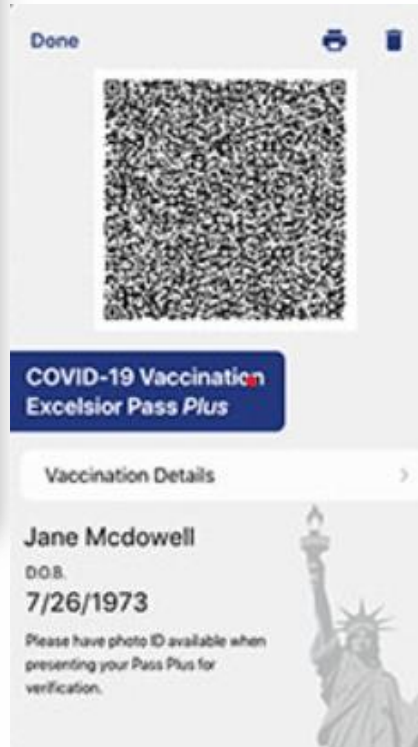 Done
COVID-19 Vaccination
Excelsior Pass Plus
Vaccination Details
Jane Mcdowell
D.O.B.
7/26/1973
Please have photo ID available when
presenting your Pass Plus for
verification.